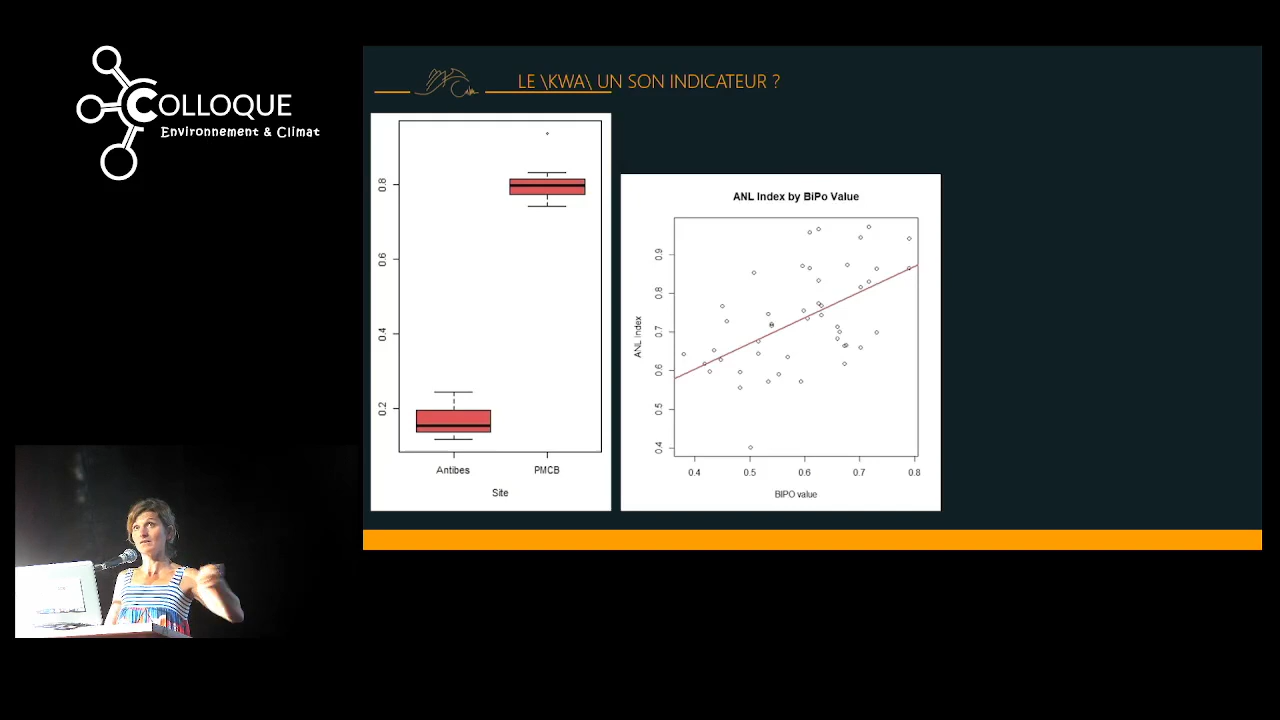 COLLOQUE
Environnement & Climat
LE \KWA\ UN SON INDICATEUR ?
0.8
0.6
0.4
0.2
Antibes
PMCB
Site
ANL Index by BiPo Value
0.9
0.8
0.7
0.6
0.5
0.4
ANL Index
0.4
0.5
0.6
0.7
0.8
BIPO value